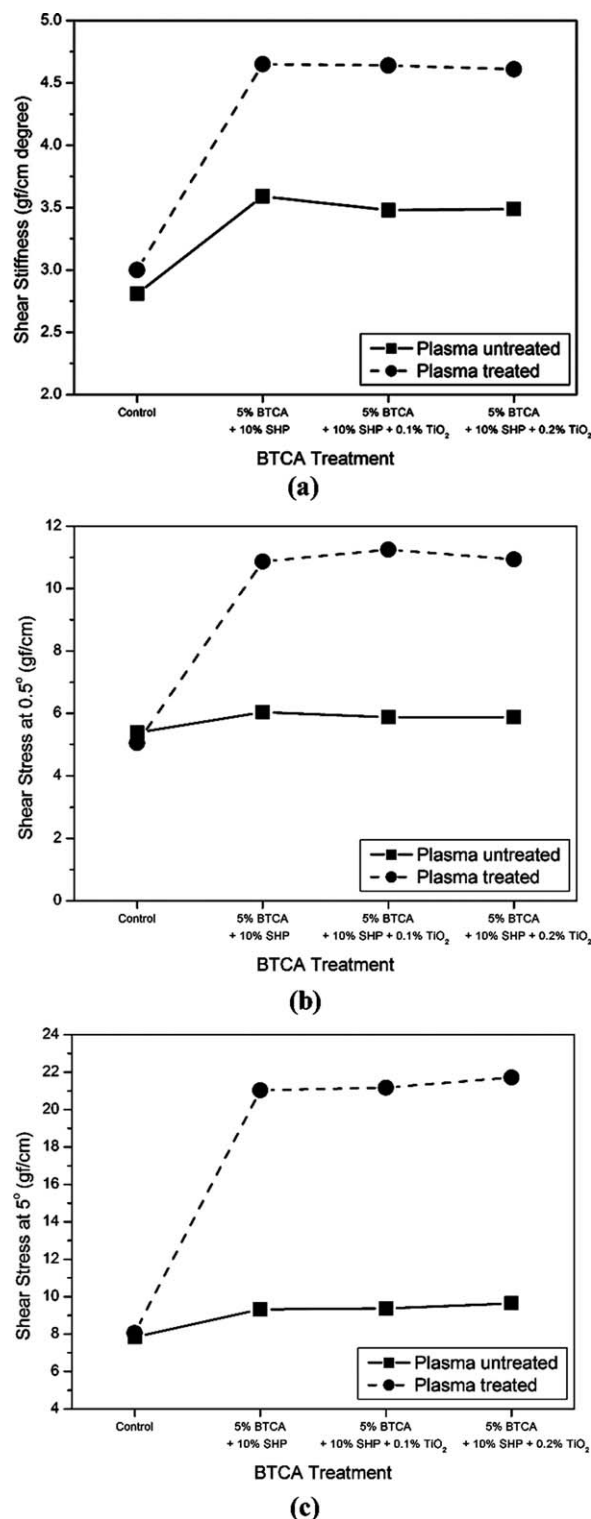 5.0
4.5
4.0
3.5
3.0
2.5
2.0
Shear Stiffness (gf/cm degree)
Plasma untreated
Plasma treated
Control
5% BTCA
+ 10% SHP
5% BTCA
+ 10% SHP + 0.1% TiO₂
5% BTCA
+ 10% SHP + 0.2% TiO₂
BTCA Treatment
(a)
12
10
8
6
4
2
0
Shear Stress at 0.5° (gf/cm)
Plasma untreated
Plasma treated
Control
5% BTCA
+ 10% SHP
5% BTCA
+ 10% SHP + 0.1% TiO₂
5% BTCA
+ 10% SHP + 0.2% TiO₂
BTCA Treatment
(b)
24
22
20
18
16
14
12
10
8
6
4
Shear Stress at 5° (gf/cm)
Plasma untreated
Plasma treated
Control
5% BTCA
+ 10% SHP
5% BTCA
+ 10% SHP + 0.1% TiO₂
5% BTCA
+ 10% SHP + 0.2% TiO₂
BTCA Treatment
(c)